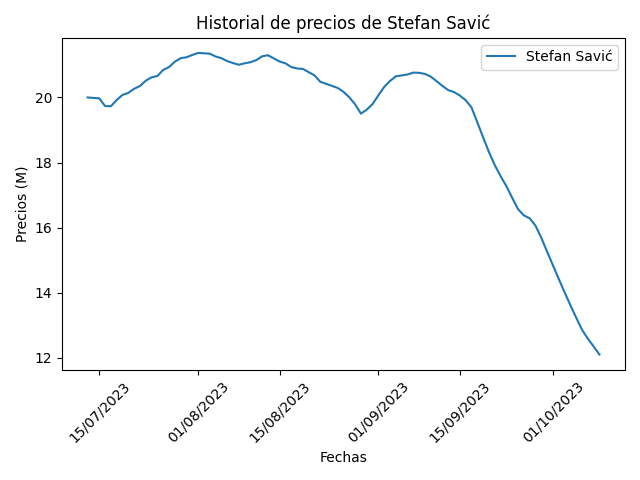 Historial de precios de Stefan Savić
Stefan Savić
Precios (M)
20
18
16
14
12
15/07/2023
01/08/2023
15/08/2023
01/09/2023
15/09/2023
01/10/2023
Fechas